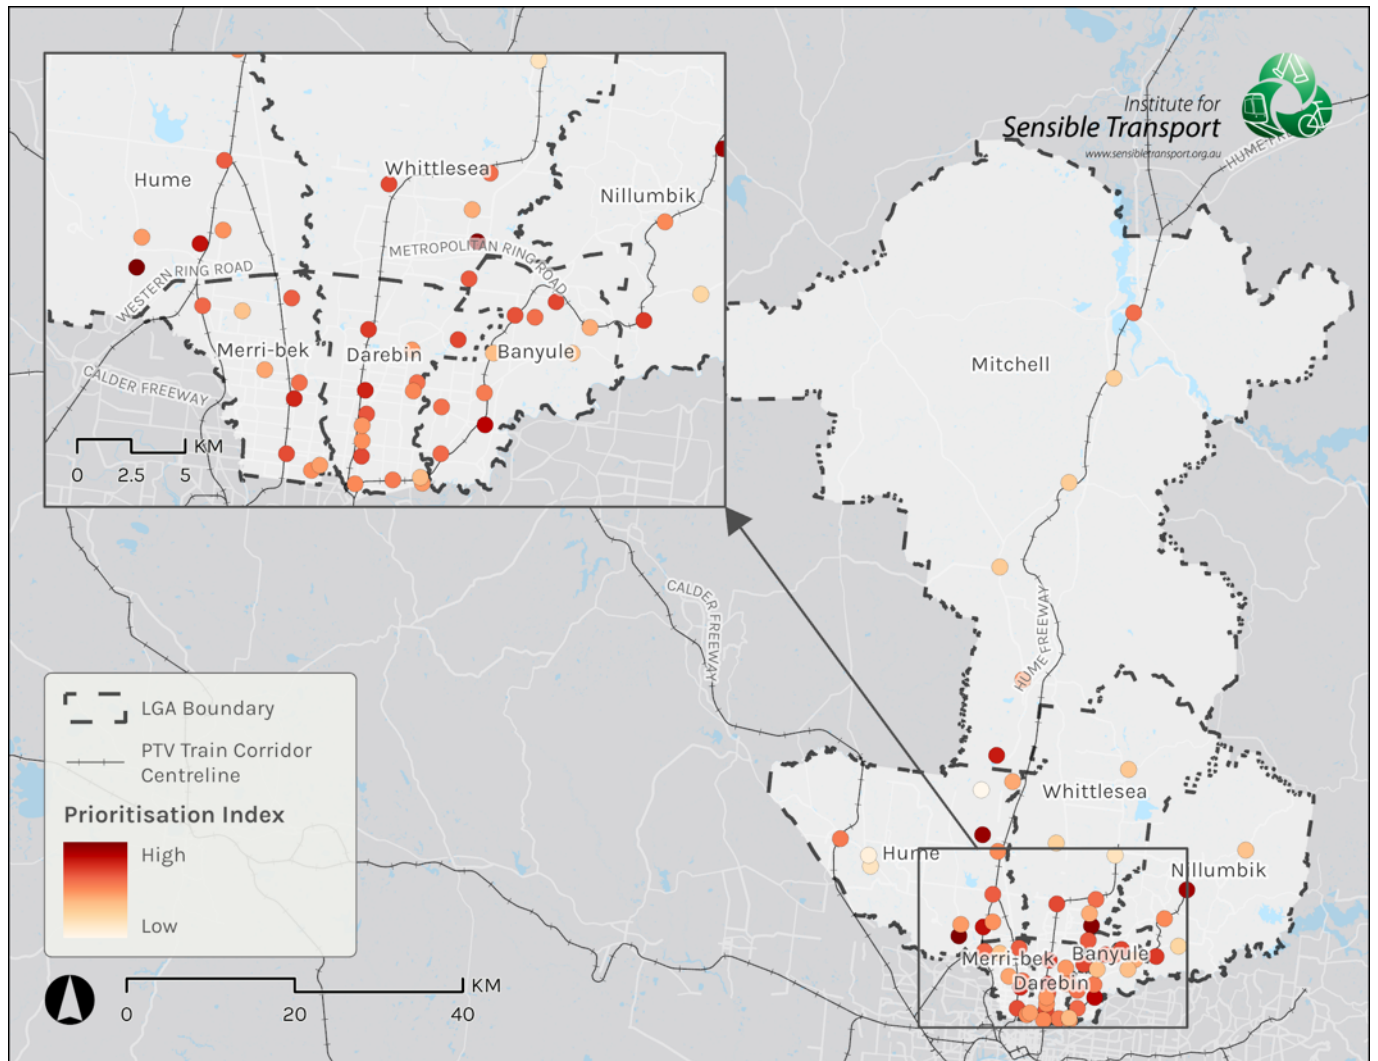 Institute for
Sensible Transport
www.sensibletransport.org.au
HUME FRE
Whittlesea
Hume
Nillumbik
METROPOLITAN RING ROAD
WESTERN RING ROAD
Merri-bek
Darebin
Banyule
CALDER FREEWAY
KM
0 2.5 5
Mitchell
CALDER FREEWAY
HUME FREEWAY
LGA Boundary
PTV Train Corridor
Centreline
Prioritisation Index
High
Low
KM
0 20 40
Whittlesea
Hume
Nillumbik
Merri-bek
Banyule
Darebin